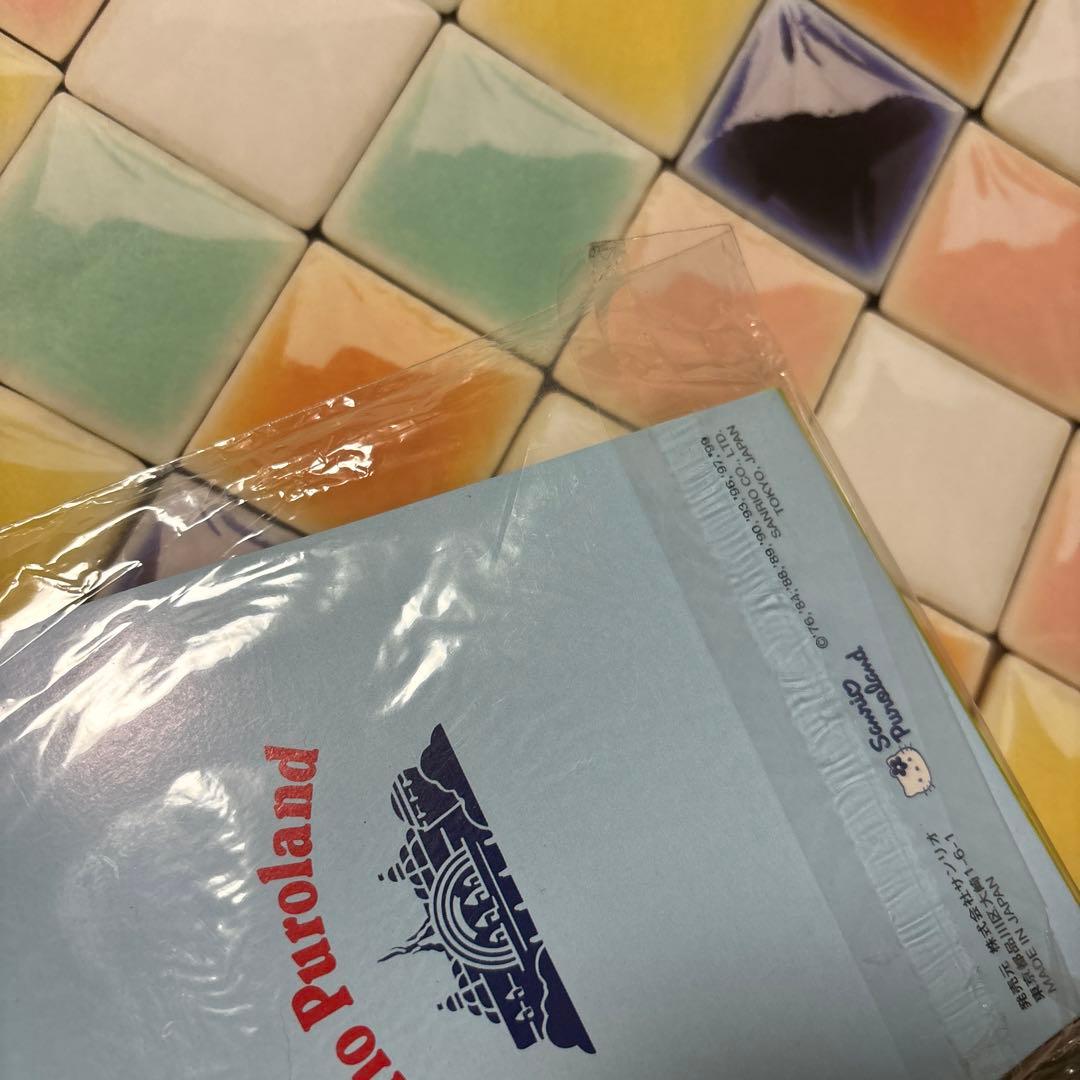 ©'76,'84,'88,'89,'90,'93,'96,'97,'99
SANRIO CO., LTD.
TOKYO, JAPAN
Sanrio
Puroland
発売元 株式会社サンリオ
東京都品川区大崎1-6-1
MADE IN JAPAN
Puroland